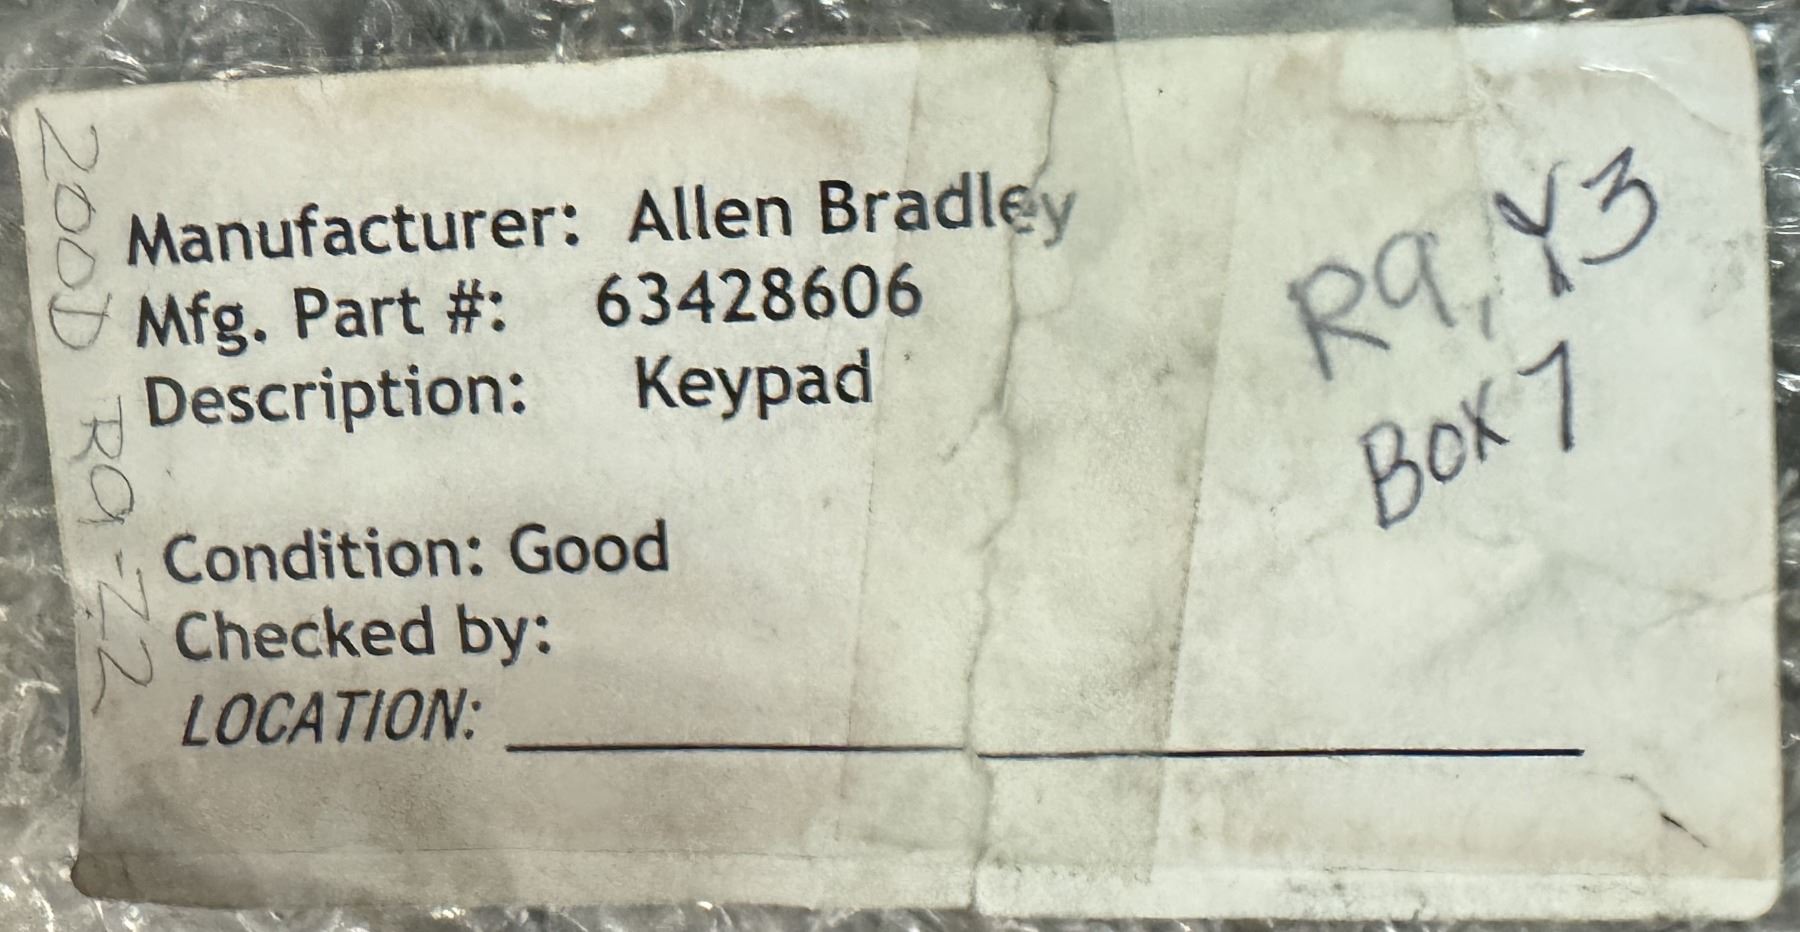 Manufacturer: Allen Bradley
Mfg. Part #: 63428606
Description: Keypad
Condition: Good
Checked by:
LOCATION:
R9, Y3
Box 7
200D R9-Z2